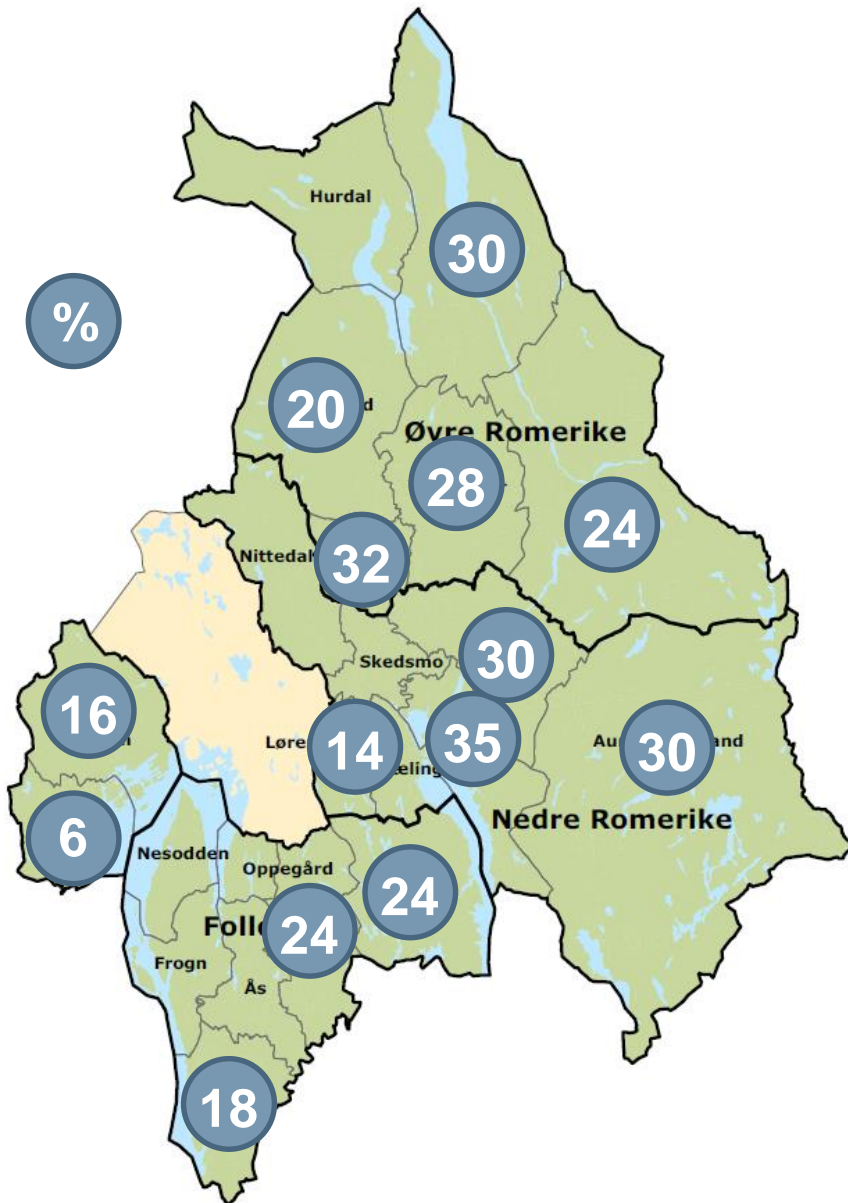 Hurdal
30
%
20
Øvre Romerike
28
24
Nittedal
32
Skedsmo
30
16
14
35
30
Nedre Romerike
6
Nesodden
Oppegård
24
24
Frogn
Ås
18